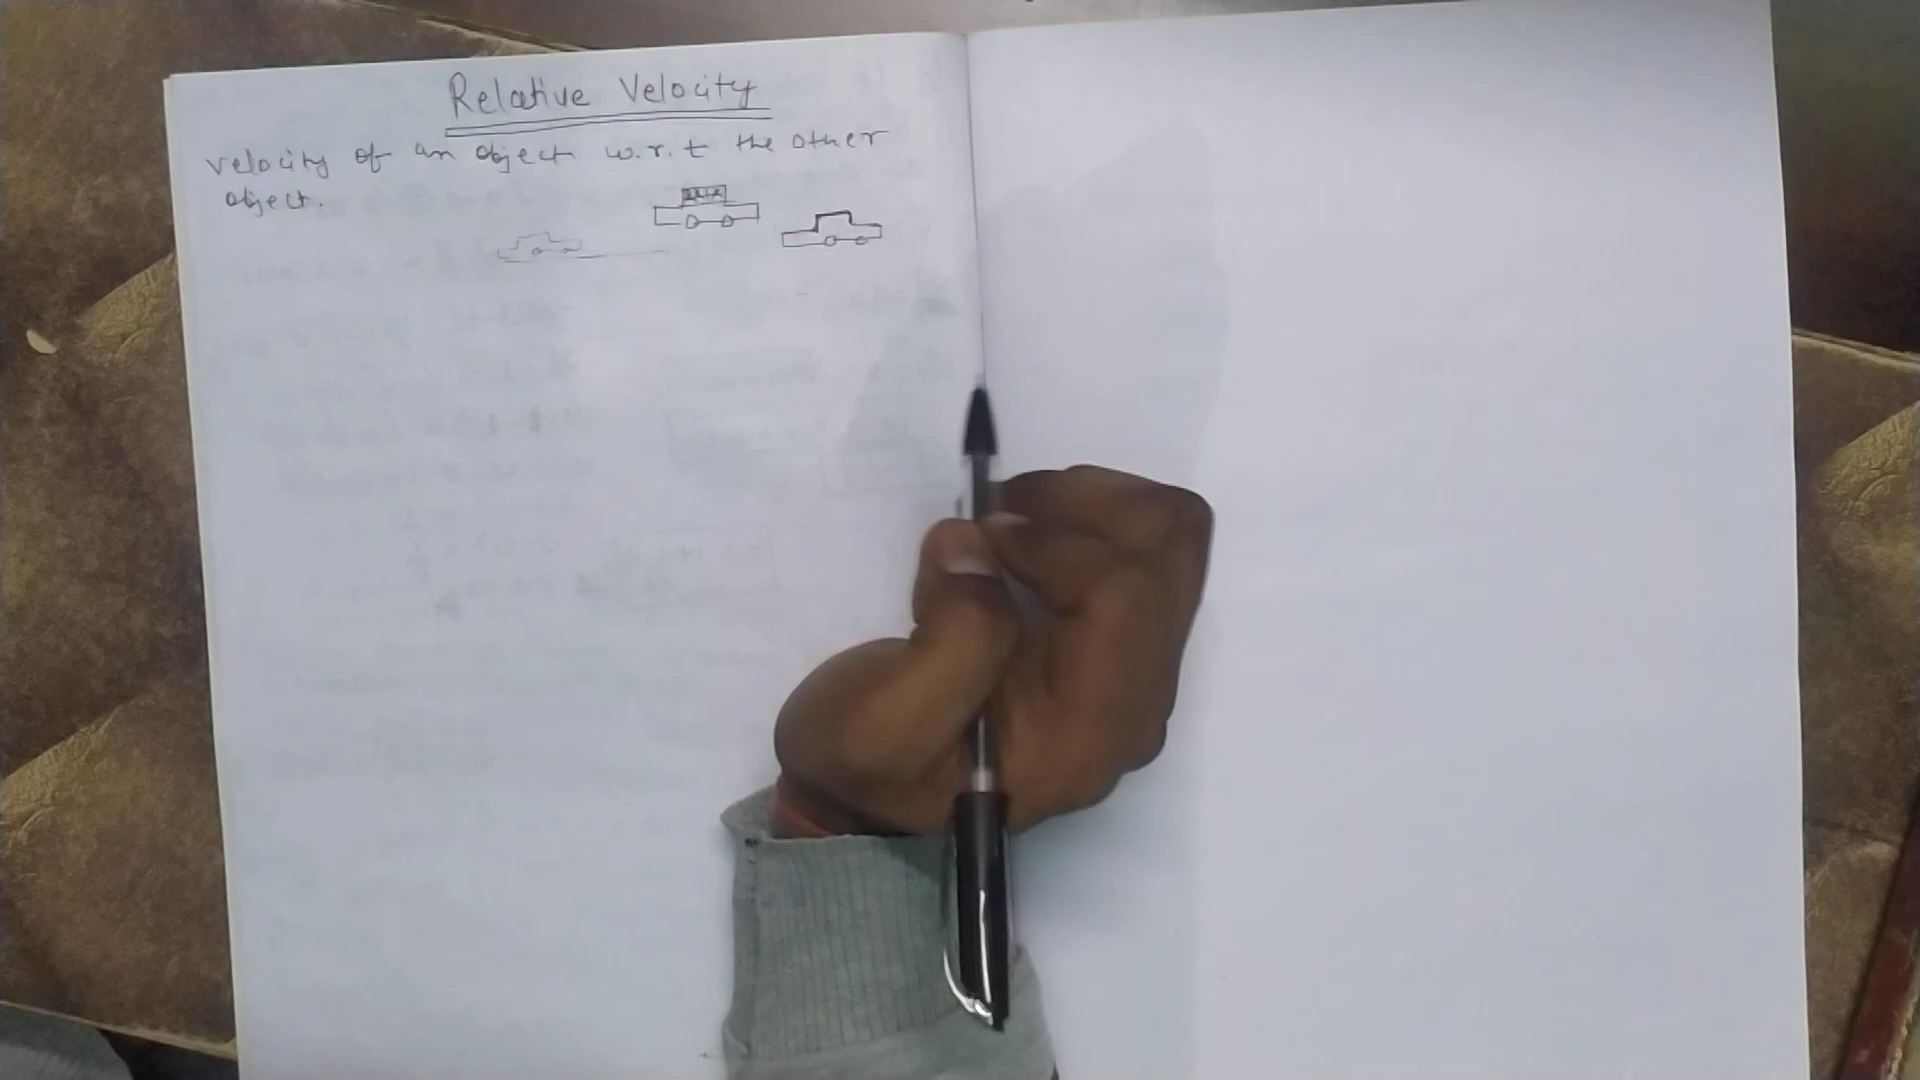 Relative Velocity
velocity of an object w.r.t the other
object.